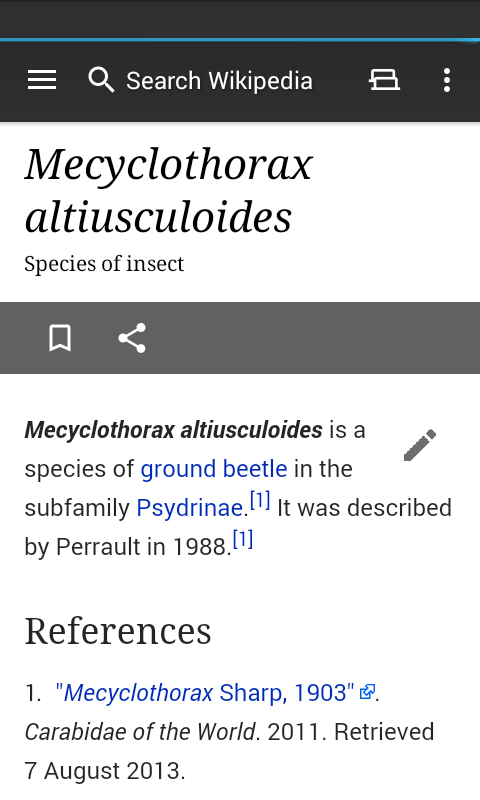 Search Wikipedia
Mecyclothorax
altiusculoides
Species of insect
Mecyclothorax altiusculoides is a
species of ground beetle in the
subfamily Psydrinae.[1] It was described
by Perrault in 1988.[1]
References
1. "Mecyclothorax Sharp, 1903".
Carabidae of the World. 2011. Retrieved
7 August 2013.